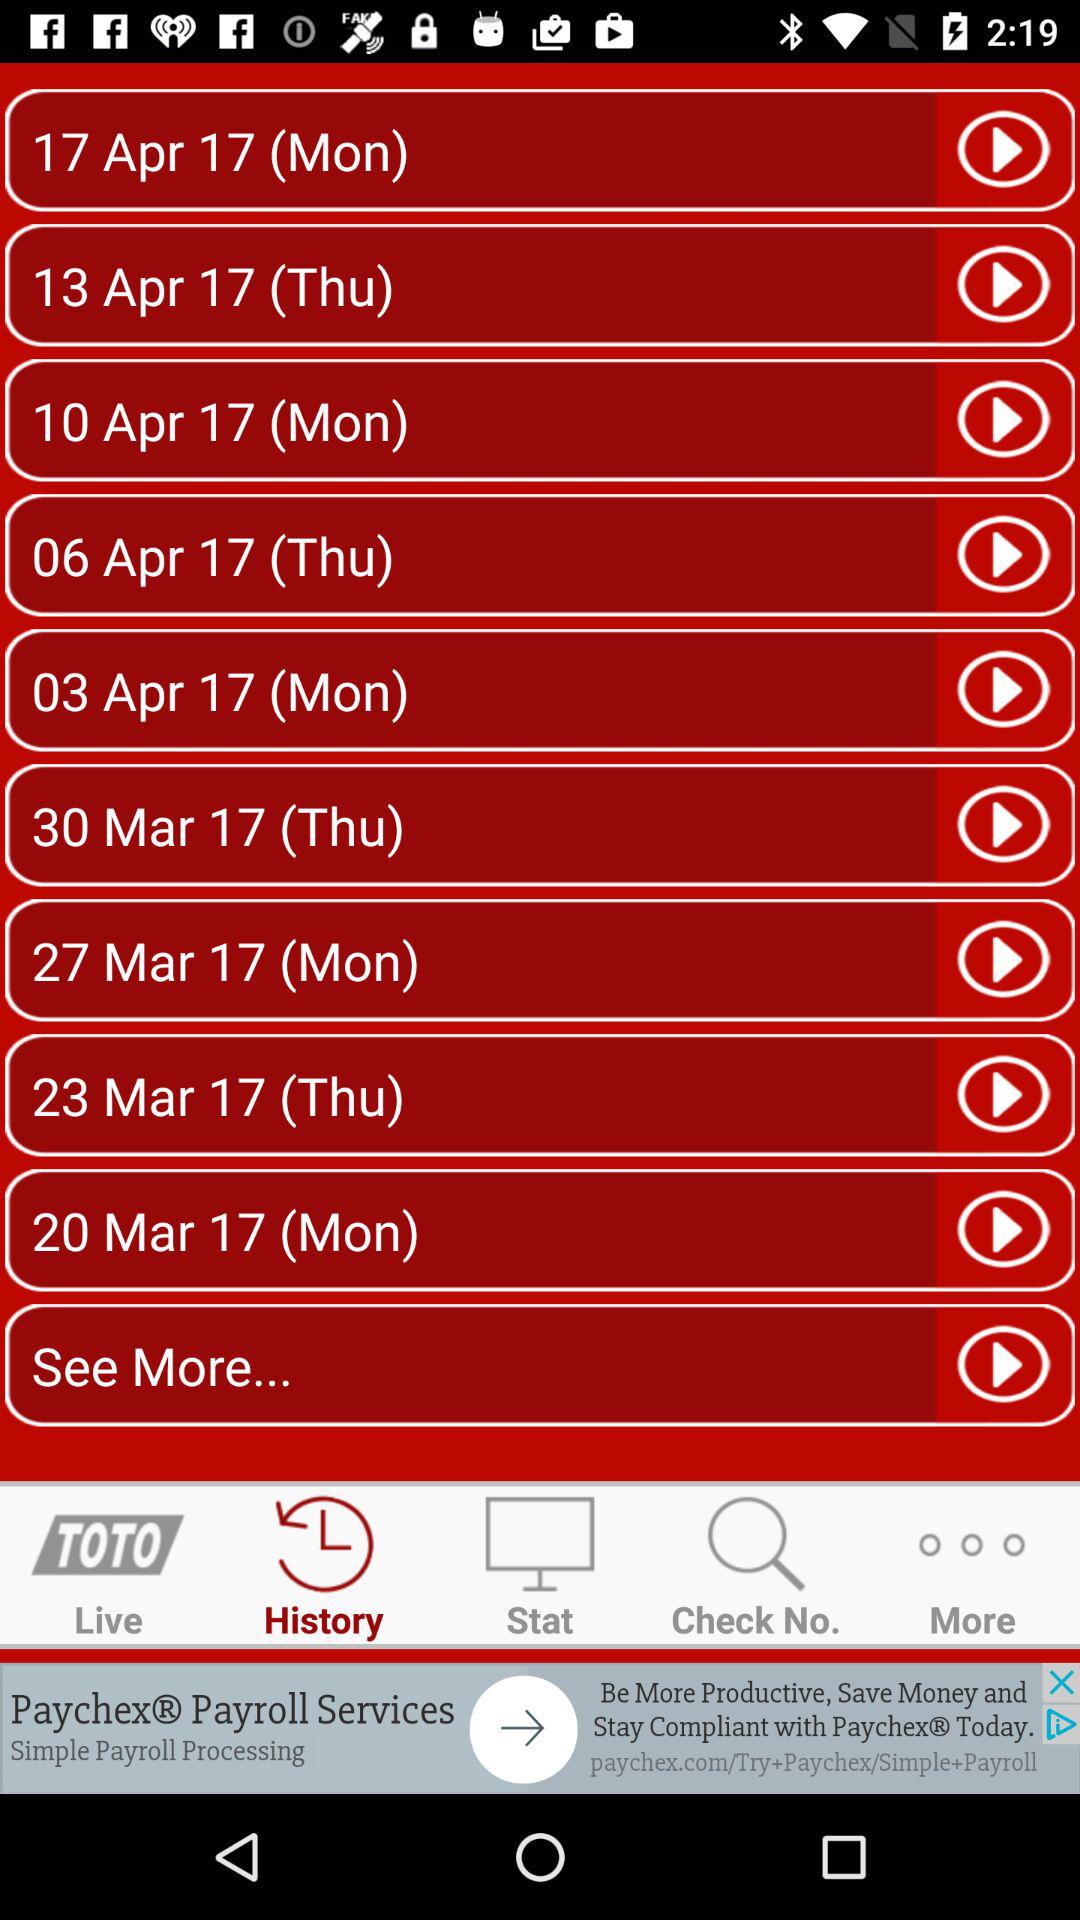 FAKE
2:19
17 Apr 17 (Mon)
13 Apr 17 (Thu)
10 Apr 17 (Mon)
06 Apr 17 (Thu)
03 Apr 17 (Mon)
30 Mar 17 (Thu)
27 Mar 17 (Mon)
23 Mar 17 (Thu)
20 Mar 17 (Mon)
See More...
TOTO
Live
History
Stat
Check No.
More
Paychex® Payroll Services
Simple Payroll Processing
Be More Productive, Save Money and
Stay Compliant with Paychex® Today.
paychex.com/Try+Paychex/Simple+Payroll